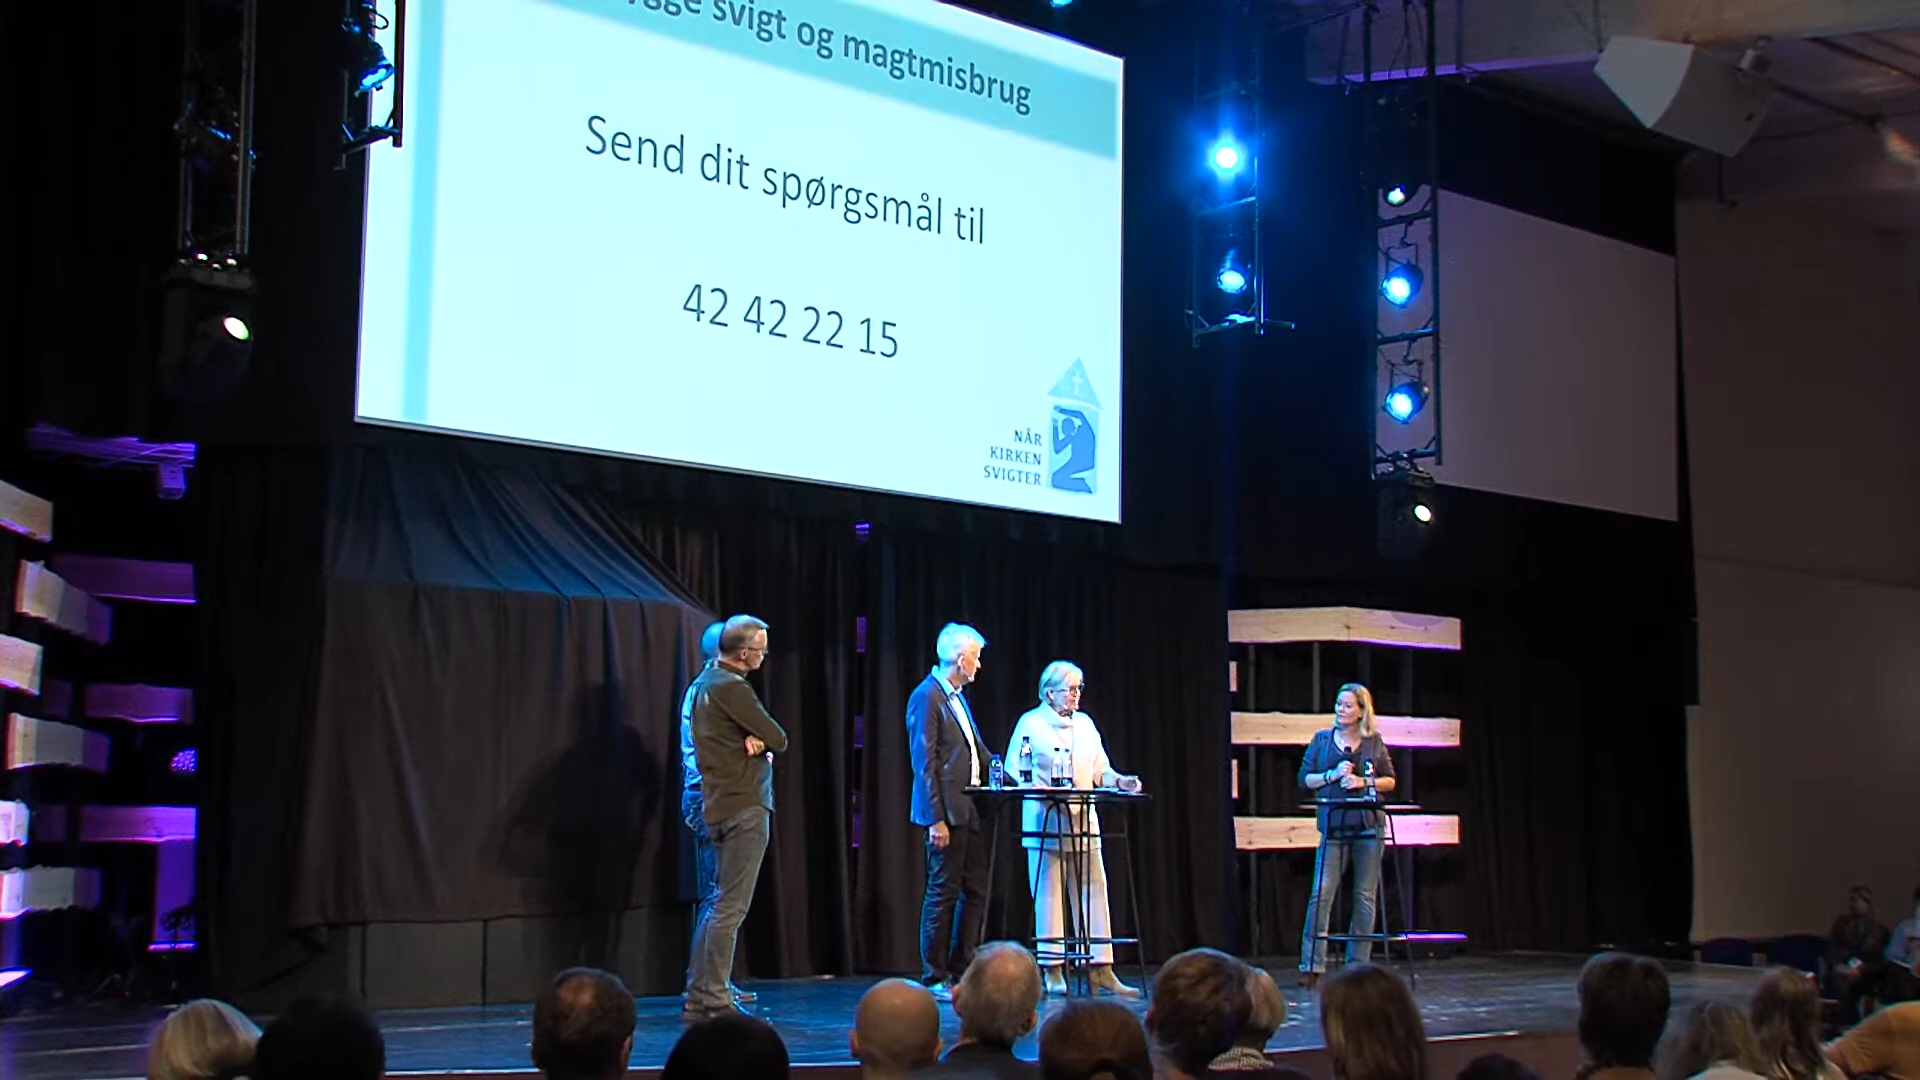 svigt og magtmisbrug
Send dit spørgsmål til
42 42 22 15
NÅR
KIRKEN
SVIGTER